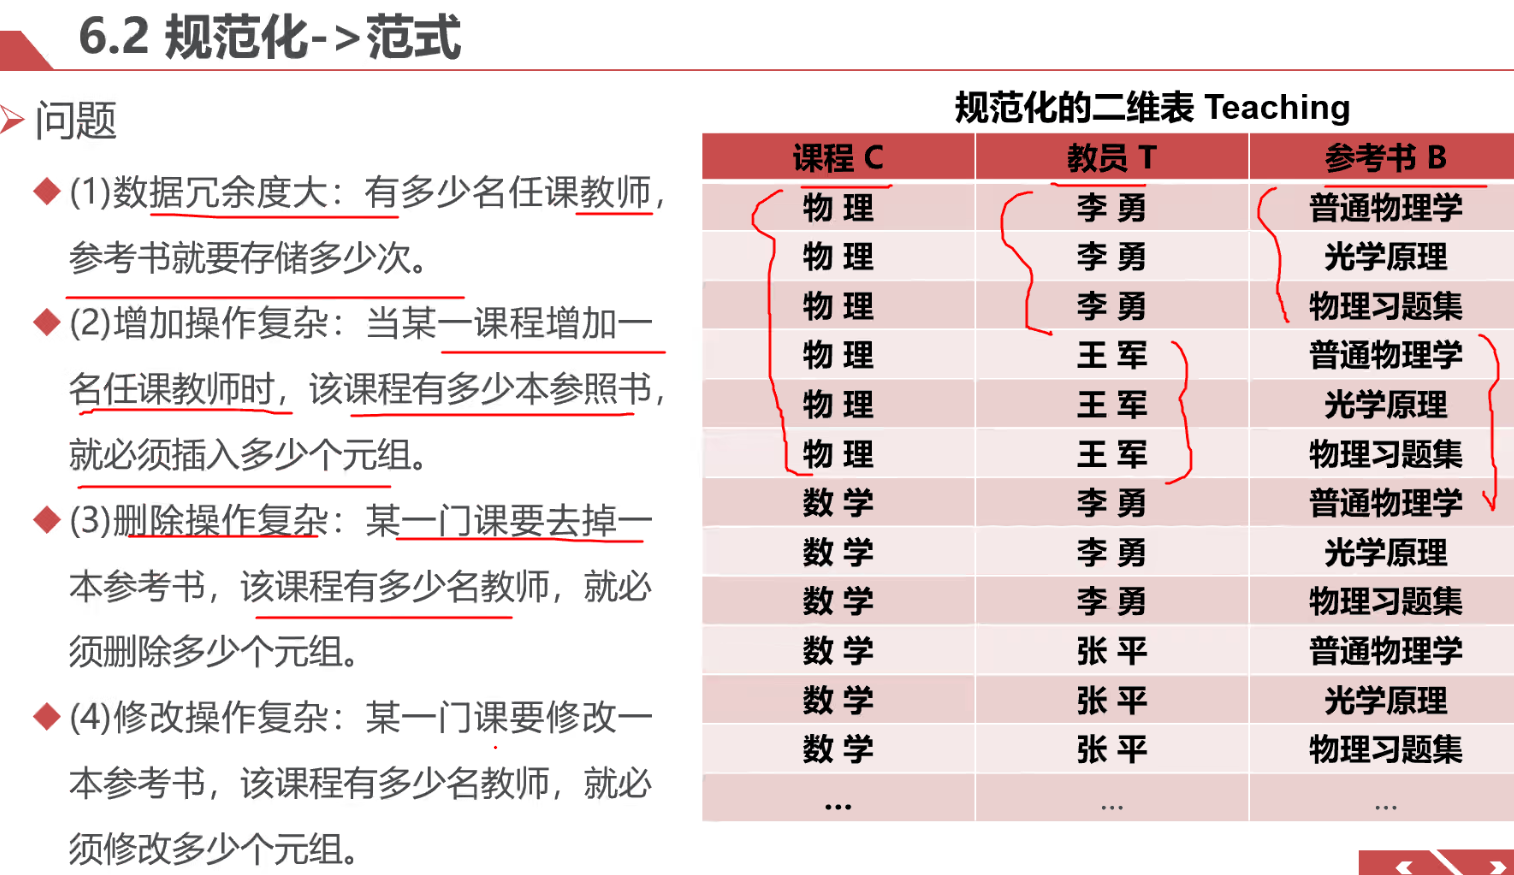 6.2 规范化->范式
问题
(1)数据冗余度大：有多少名任课教师，
参考书就要存储多少次。
(2)增加操作复杂：当某一课程增加一
名任课教师时，该课程有多少本参照书，
就必须插入多少个元组。
(3)删除操作复杂：某一门课要去掉一
本参考书，该课程有多少名教师，就必
须删除多少个元组。
(4)修改操作复杂：某一门课要修改一
本参考书，该课程有多少名教师，就必
须修改多少个元组。
规范化的二维表 Teaching
课程 C 教员 T 参考书 B
物 理 李 勇 普通物理学
物 理 李 勇 光学原理
物 理 李 勇 物理习题集
物 理 王 军 普通物理学
物 理 王 军 光学原理
物 理 王 军 物理习题集
数 学 李 勇 普通物理学
数 学 李 勇 光学原理
数 学 李 勇 物理习题集
数 学 张 平 普通物理学
数 学 张 平 光学原理
数 学 张 平 物理习题集
... ... ...